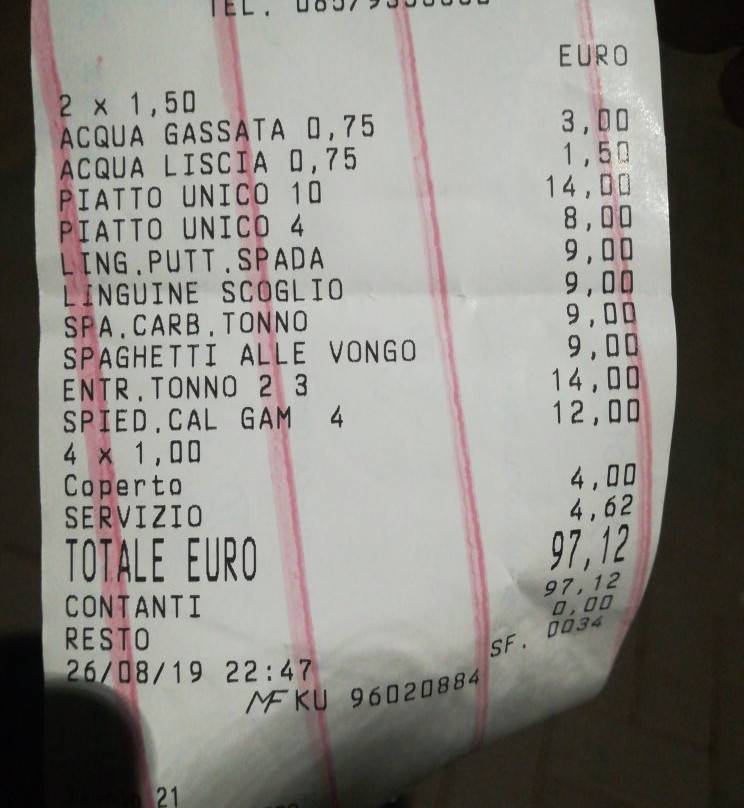 TEL.
EURO
2 x 1,50
ACQUA GASSATA 0,75 3,00
ACQUA LISCIA 0,75 1,50
PIATTO UNICO 10 14,00
PIATTO UNICO 4 8,00
LING.PUTT.SPADA 9,00
LINGUINE SCOGLIO 9,00
SPA.CARB.TONNO 9,00
SPAGHETTI ALLE VONGO 9,00
ENTR.TONNO 2 3 14,00
SPIED.CAL GAM 4 12,00
4 x 1,00
Coperto 4,00
SERVIZIO 4,62
TOTALE EURO 97,12
CONTANTI 97,12
RESTO 0,00
26/08/19 22:47 SF. 0034
MF KU 96020884
21